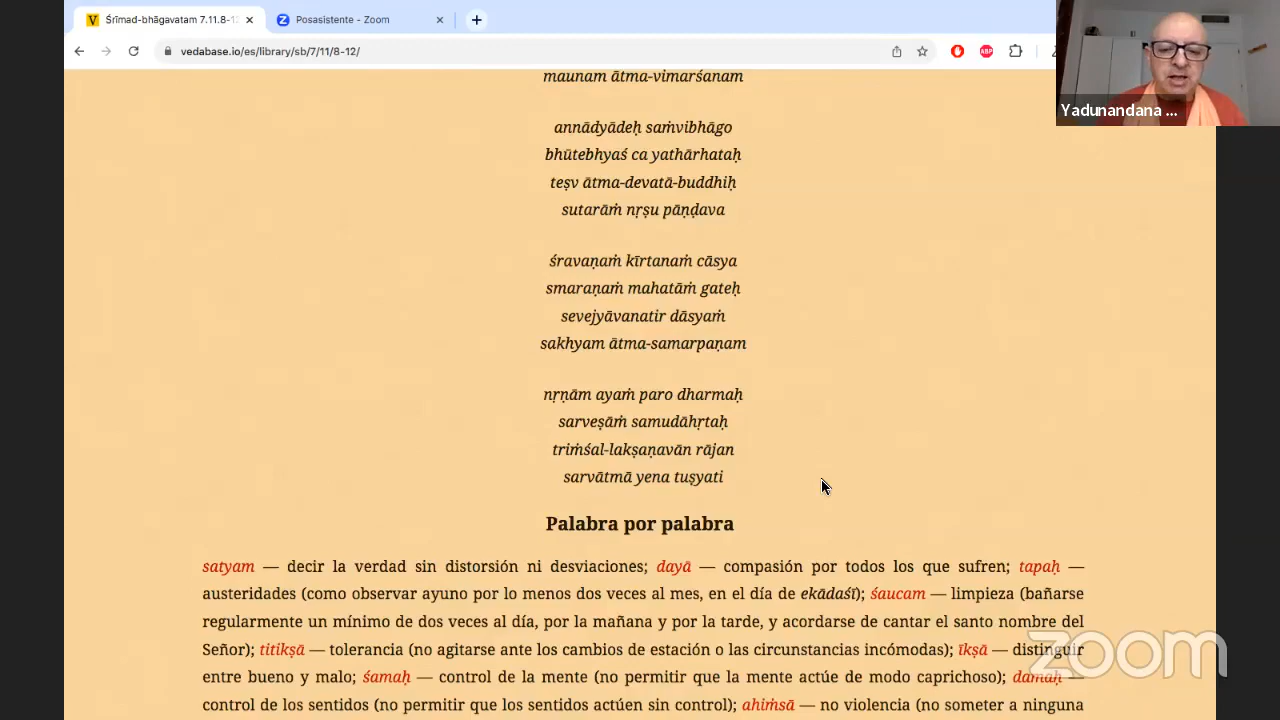 Śrīmad-bhāgavatam 7.11.8-1
Posasistente - Zoom
vedabase.io/es/library/sb/7/11/8-12/
ABP
Yadunandana ...
maunam ātma-vimarśanam
annādyādeḥ saṁvibhāgo
bhūtebhyaś ca yathārhataḥ
teṣv ātma-devatā-buddhiḥ
sutarāṁ nṛṣu pāṇḍava
śravaṇaṁ kīrtanaṁ cāsya
smaraṇaṁ mahatāṁ gateḥ
sevejyāvanatir dāsyaṁ
sakhyam ātma-samarpaṇam
nṛṇām ayaṁ paro dharmaḥ
sarveṣāṁ samudāhṛtaḥ
triṁśal-lakṣaṇavān rājan
sarvātmā yena tuṣyati
Palabra por palabra
satyam — decir la verdad sin distorsión ni desviaciones; dayā — compasión por todos los que sufren; tapaḥ —
austeridades (como observar ayuno por lo menos dos veces al mes, en el día de ekādaśī); śaucam — limpieza (bañarse
regularmente un mínimo de dos veces al día, por la mañana y por la tarde, y acordarse de cantar el santo nombre del
Señor); titikṣā — tolerancia (no agitarse ante los cambios de estación o las circunstancias incómodas); īkṣā — distinguir
entre bueno y malo; śamaḥ — control de la mente (no permitir que la mente actúe de modo caprichoso); damaḥ —
control de los sentidos (no permitir que los sentidos actúen sin control); ahiṁsā — no violencia (no someter a ninguna
zoom